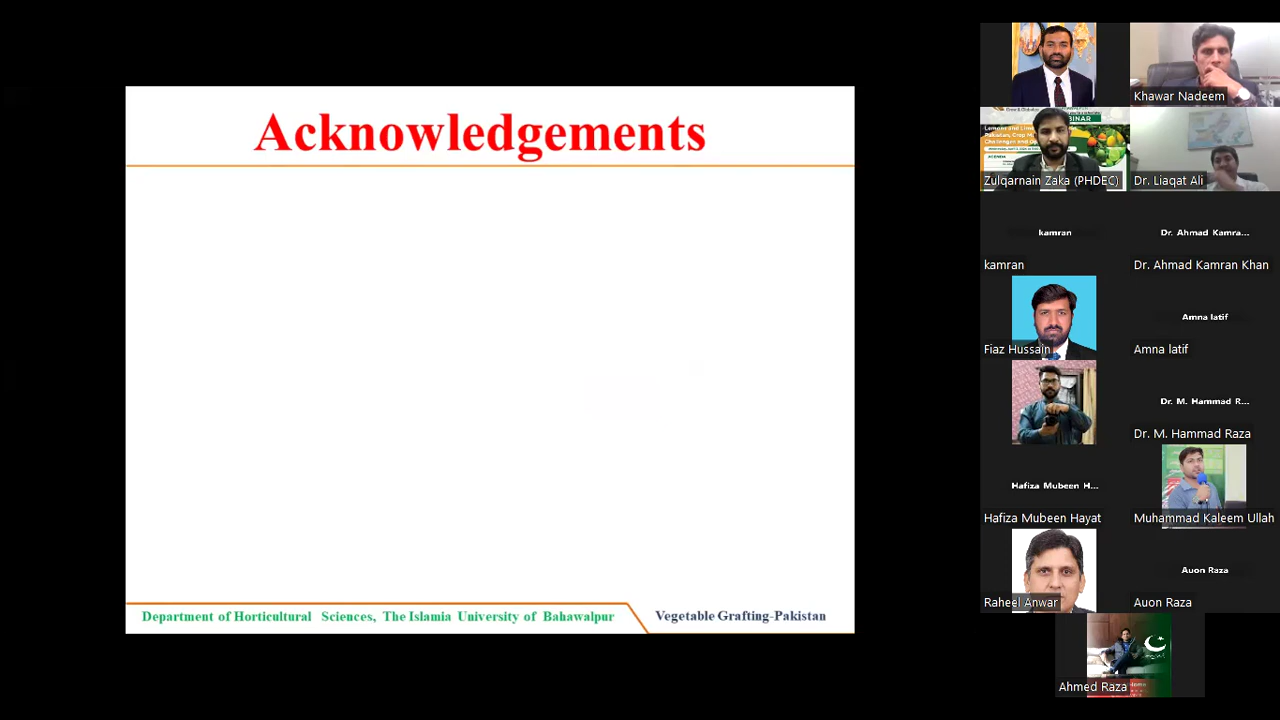 Acknowledgements
Department of Horticultural Sciences, The Islamia University of Bahawalpur
Vegetable Grafting-Pakistan
Khawar Nadeem
Zulqarnain Zaka (PHDEC)
Dr. Liaqat Ali
kamran
kamran
Dr. Ahmad Kamra...
Dr. Ahmad Kamran Khan
Fiaz Hussain
Amna latif
Amna latif
Dr. M. Hammad R...
Dr. M. Hammad Raza
Hafiza Mubeen H...
Hafiza Mubeen Hayat
Muhammad Kaleem Ullah
Raheel Anwar
Auon Raza
Auon Raza
Ahmed Raza